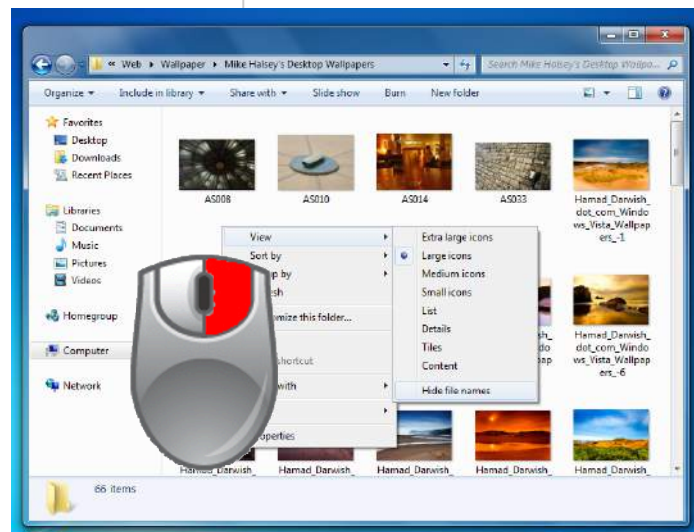 « Web ▸ Wallpaper ▸ Mike Halsey's Desktop Wallpapers
Search Mike Halsey's Desktop Wallpa...
Organize Include in library Share with Slide show Burn New folder
Favorites
Desktop
Downloads
Recent Places
Libraries
Documents
Music
Pictures
Videos
Homegroup
Computer
Network
AS008 AS010 AS014 AS033
Hamad_Darwish_
dot_com_Windo
ws_Vista_Wallpap
ers_-1
View
Sort by
by
Customize this folder...
shortcut
with
Properties
Extra large icons
Large icons
Medium icons
Small icons
List
Details
Tiles
Content
Hide file names
Hamad_Darwish_
dot_com_Windo
ws_Vista_Wallpap
ers_-6
Hamad_Darwish_ Hamad_Darwish_ Hamad_Darwish_ Hamad_Darwish_ Hamad_Darwish_
66 items